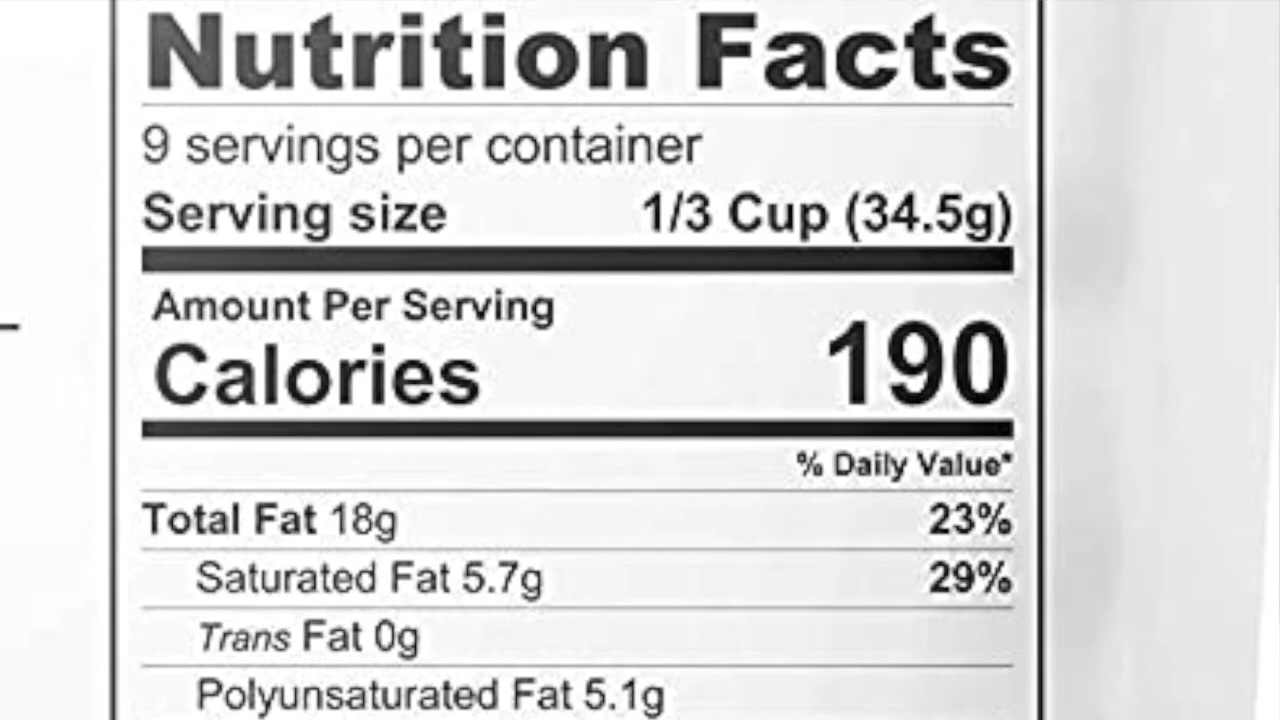 Nutrition Facts
9 servings per container
Serving size 1/3 Cup (34.5g)
Amount Per Serving
Calories 190
% Daily Value*
Total Fat 18g 23%
Saturated Fat 5.7g 29%
Trans Fat 0g
Polyunsaturated Fat 5.1g